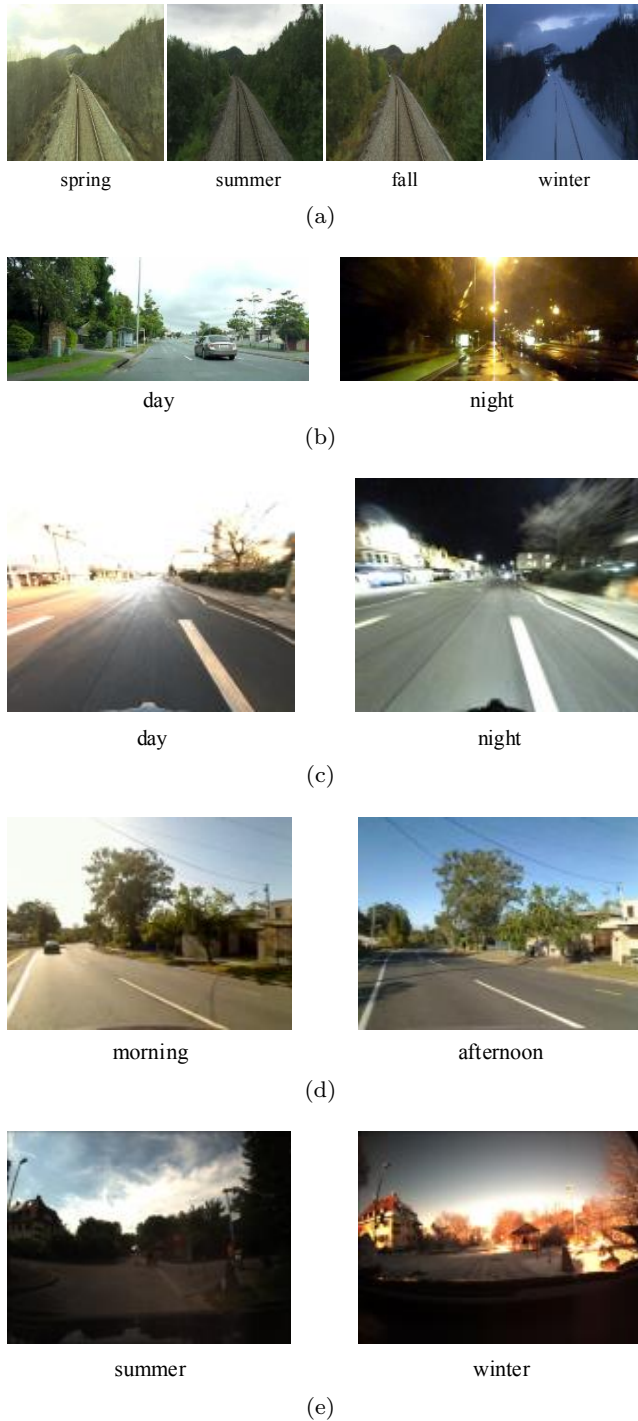 spring summer fall winter
(a)
day night
(b)
day night
(c)
morning afternoon
(d)
summer winter
(e)